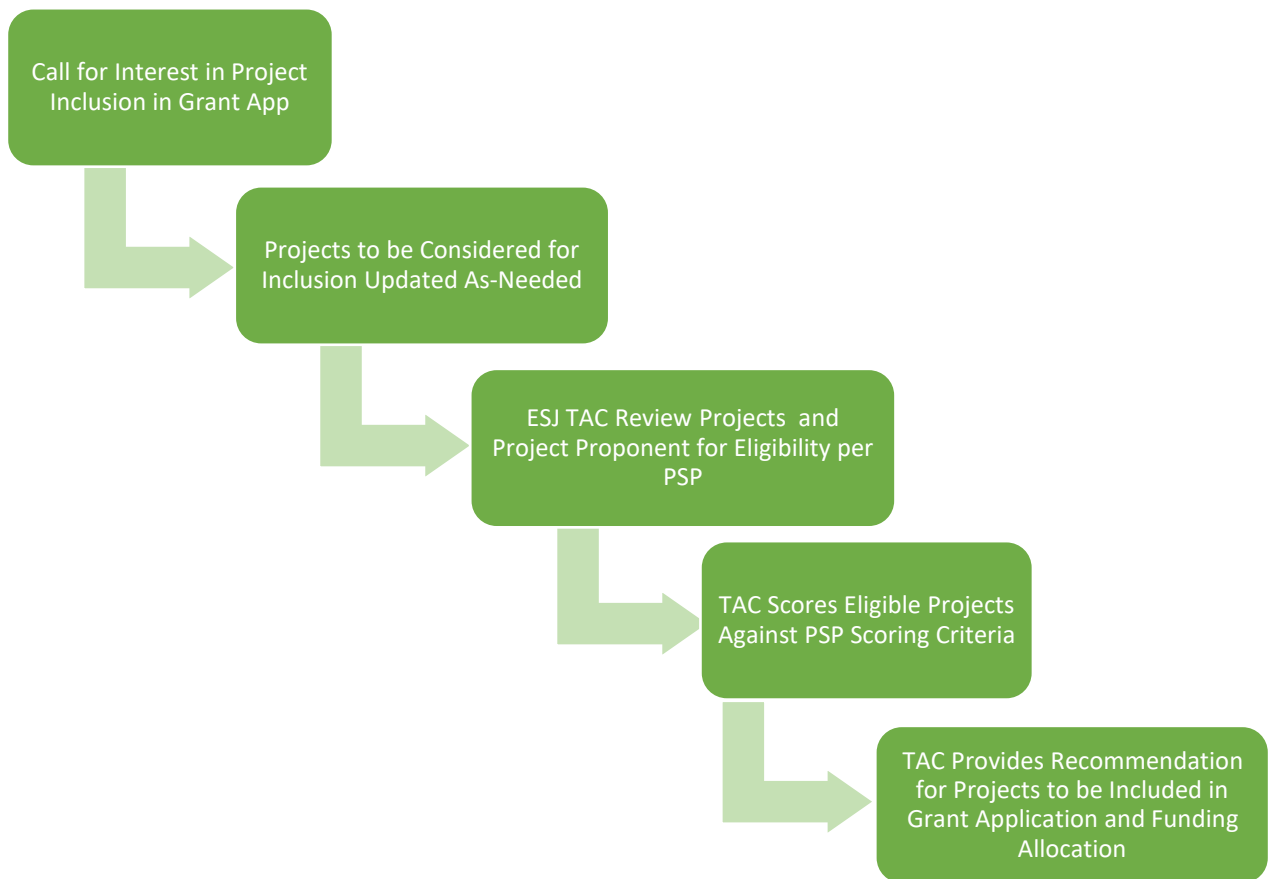 Call for Interest in Project
Inclusion in Grant App
Projects to be Considered for
Inclusion Updated As-Needed
ESJ TAC Review Projects  and
Project Proponent for Eligibility per
PSP
TAC Scores Eligible Projects
Against PSP Scoring Criteria
TAC Provides Recommendation
for Projects to be Included in
Grant Application and Funding
Allocation